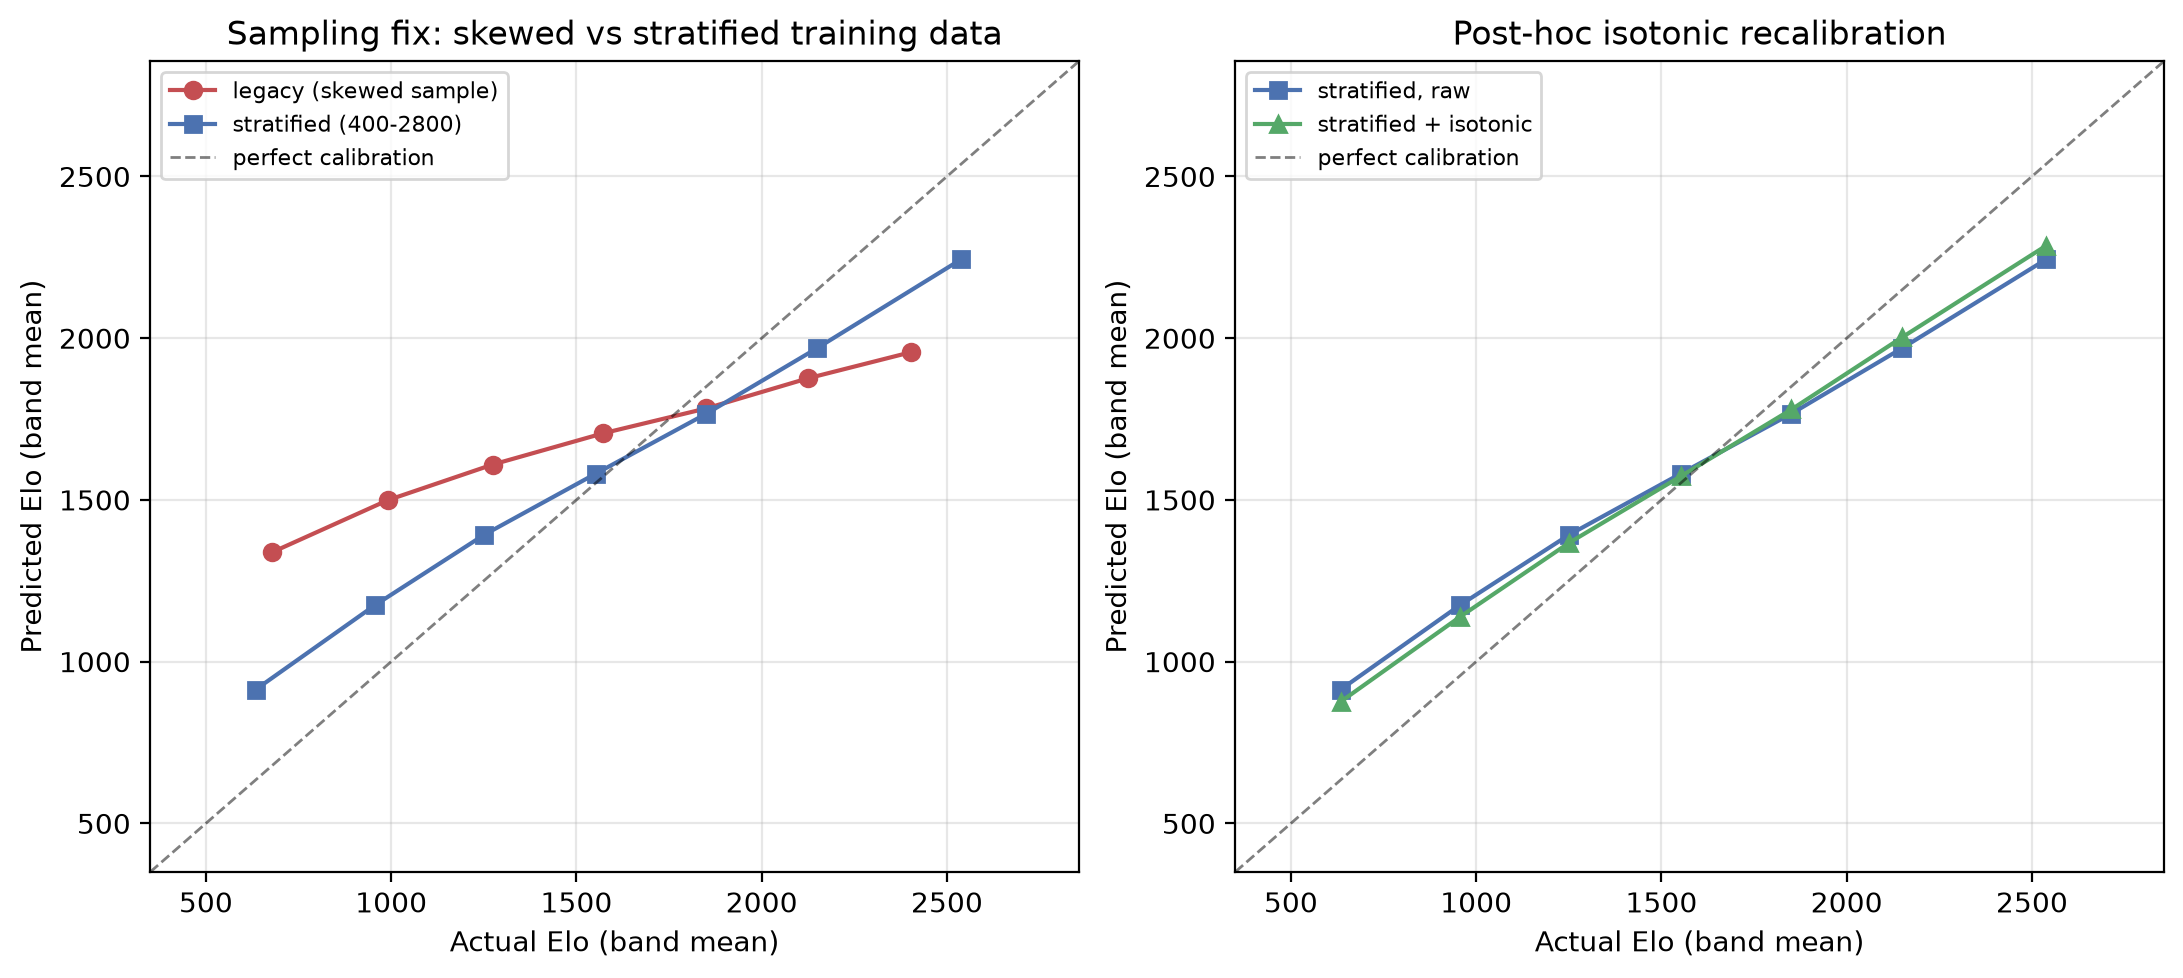 Sampling fix: skewed vs stratified training data
legacy (skewed sample)
stratified (400-2800)
perfect calibration
2500
2000
1500
1000
500
Predicted Elo (band mean)
500 1000 1500 2000 2500
Actual Elo (band mean)
Post-hoc isotonic recalibration
stratified, raw
stratified + isotonic
perfect calibration
2500
2000
1500
1000
500
Predicted Elo (band mean)
500 1000 1500 2000 2500
Actual Elo (band mean)